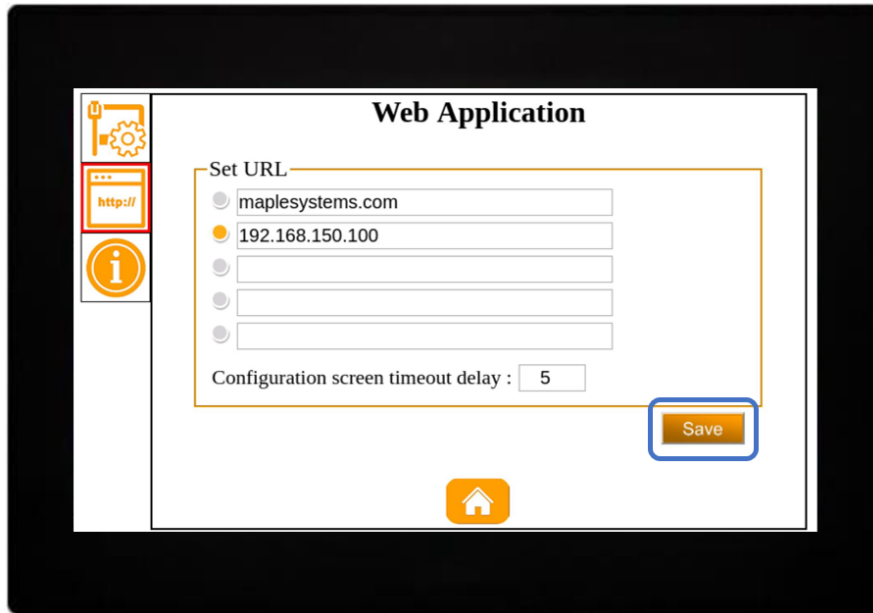 Web Application
Set URL
http://
maplesystems.com
192.168.150.100
i
Configuration screen timeout delay : 5
Save